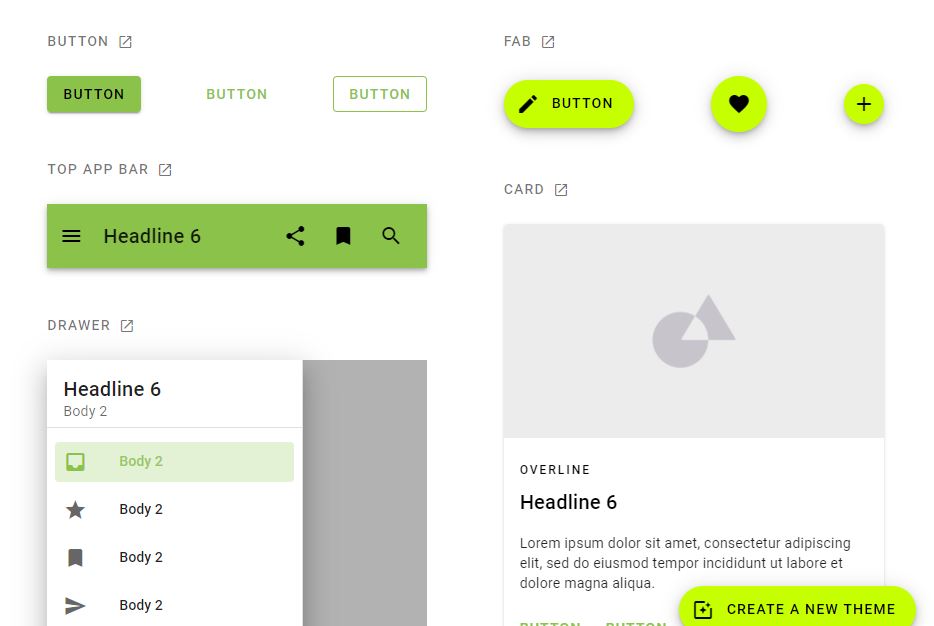 BUTTON
BUTTON
BUTTON
BUTTON
TOP APP BAR
Headline 6
DRAWER
Headline 6
Body 2
Body 2
Body 2
Body 2
Body 2
FAB
BUTTON
CARD
OVERLINE
Headline 6
Lorem ipsum dolor sit amet, consectetur adipiscing
elit, sed do eiusmod tempor incididunt ut labore et
dolore magna aliqua.
BUTTON BUTTON
CREATE A NEW THEME